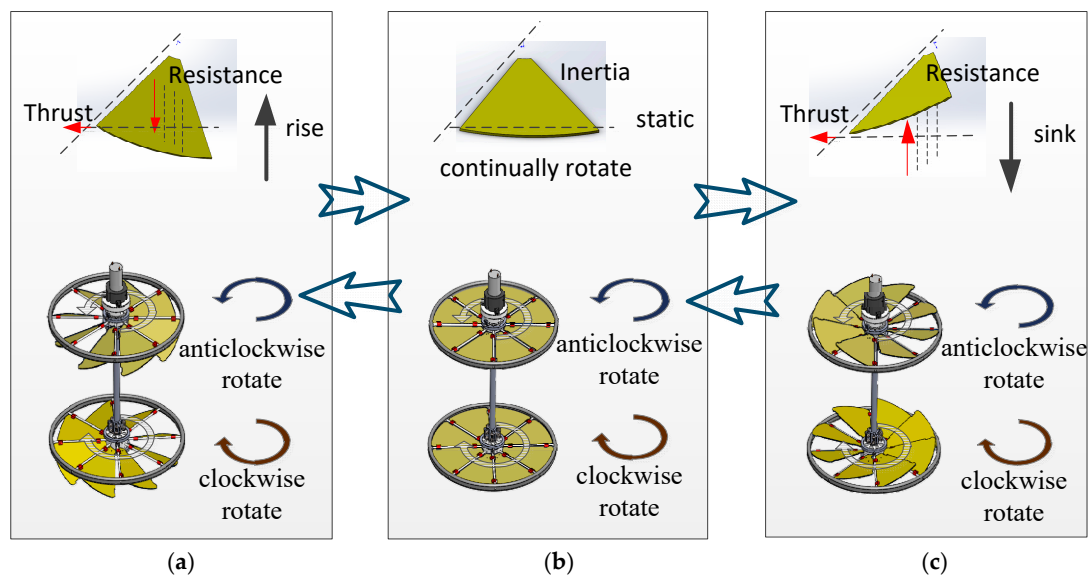 Resistance
Thrust
rise
anticlockwise
rotate
clockwise
rotate
(a)
Inertia
static
continually rotate
anticlockwise
rotate
clockwise
rotate
(b)
Resistance
Thrust
sink
anticlockwise
rotate
clockwise
rotate
(c)